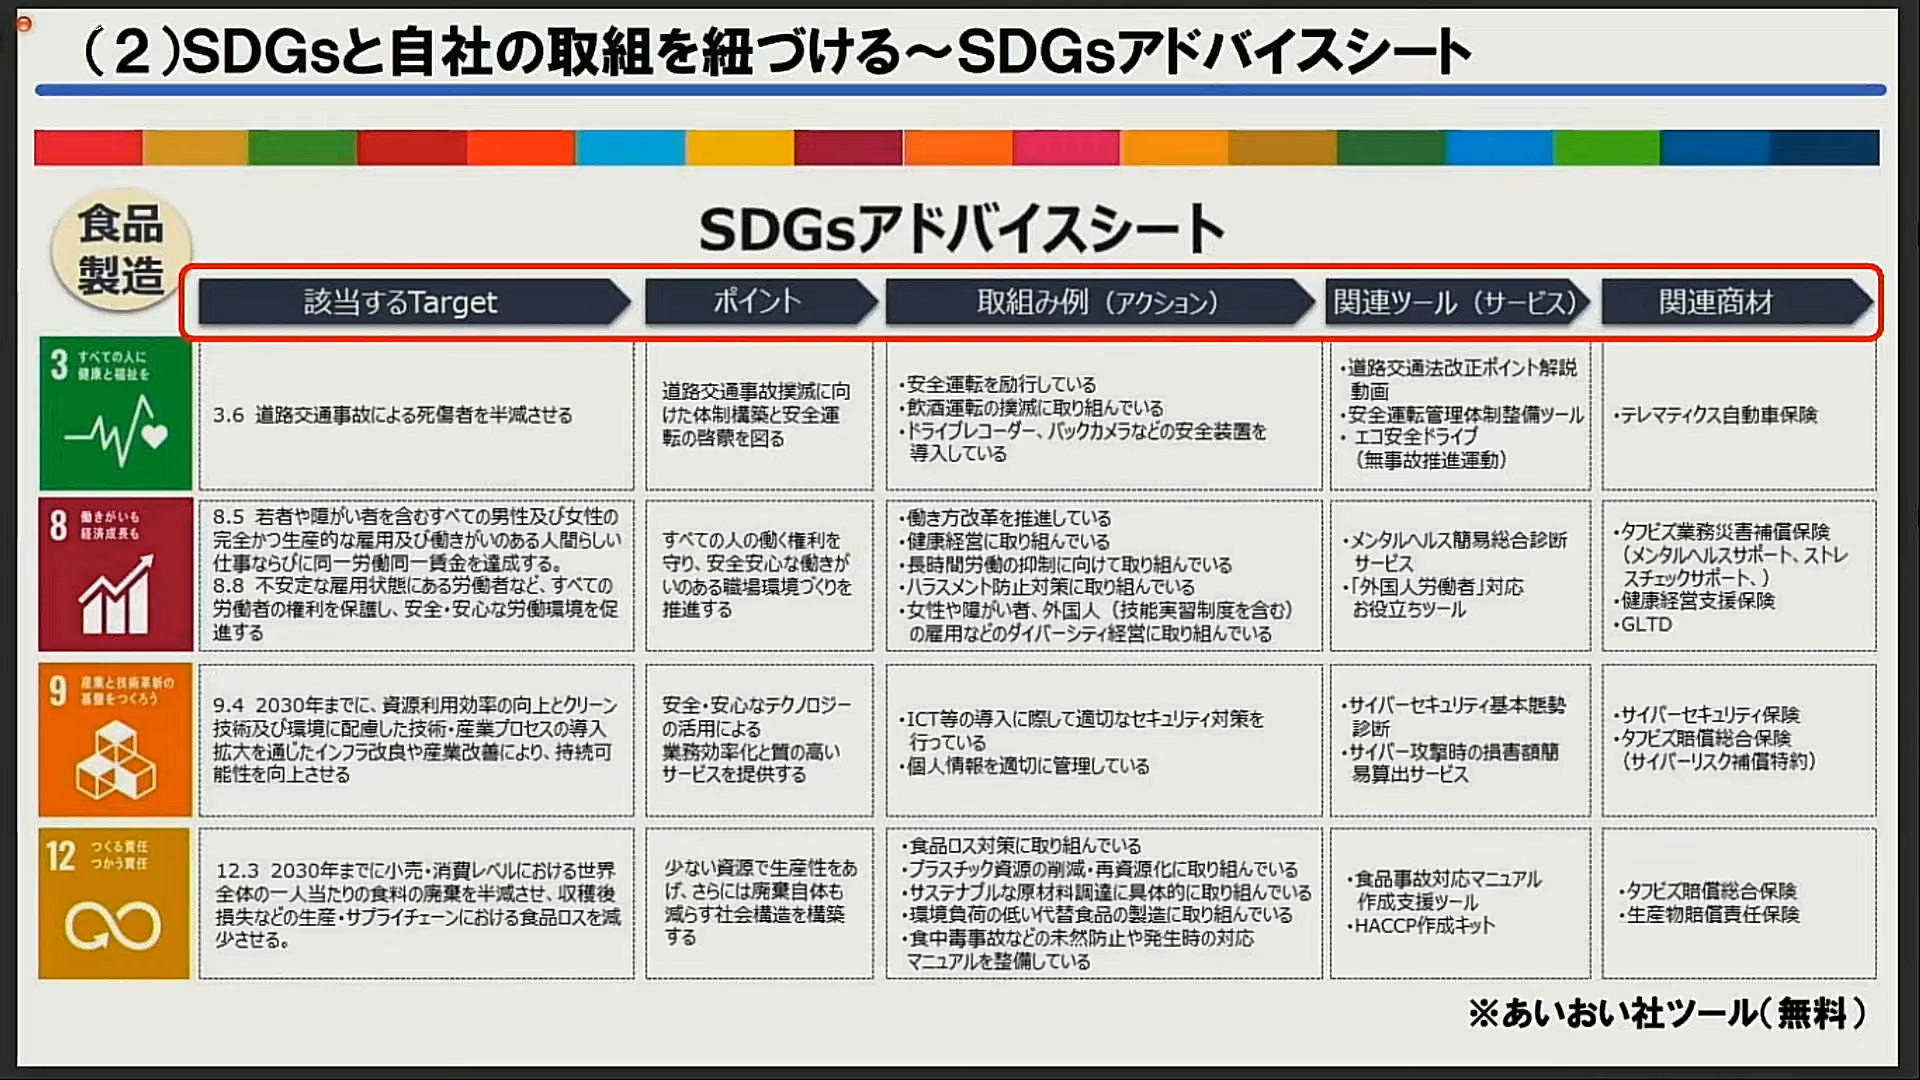 （２）SDGsと自社の取組を紐づける～SDGsアドバイスシート
食品
製造
SDGsアドバイスシート
該当するTarget
ポイント
取組み例（アクション）
関連ツール（サービス）
関連商材
3 すべての人に
健康と福祉を
3.6 道路交通事故による死傷者を半減させる
道路交通事故撲滅に向
けた体制構築と安全運
転の啓蒙を図る
・安全運転を励行している
・飲酒運転の撲滅に取り組んでいる
・ドライブレコーダー、バックカメラなどの安全装置を
導入している
・道路交通法改正ポイント解説
動画
・安全運転管理体制整備ツール
・エコ安全ドライブ
（無事故推進運動）
・テレマティクス自動車保険
8 働きがいも
経済成長も
8.5 若者や障がい者を含むすべての男性及び女性の
完全かつ生産的な雇用及び働きがいのある人間らしい
仕事ならびに同一労働同一賃金を達成する。
8.8 不安定な雇用状態にある労働者など、すべての
労働者の権利を保護し、安全・安心な労働環境を促
進する
すべての人の働く権利を
守り、安全安心な働きが
いのある職場環境づくりを
推進する
・働き方改革を推進している
・健康経営に取り組んでいる
・長時間労働の抑制に向けて取り組んでいる
・ハラスメント防止対策に取り組んでいる
・女性や障がい者、外国人（技能実習制度を含む）
の雇用などのダイバーシティ経営に取り組んでいる
・メンタルヘルス簡易総合診断
サービス
・「外国人労働者」対応
お役立ちツール
・タフビズ業務災害補償保険
（メンタルヘルスサポート、ストレ
スチェックサポート、）
・健康経営支援保険
・GLTD
9 産業と技術革新の
基盤をつくろう
9.4 2030年までに、資源利用効率の向上とクリーン
技術及び環境に配慮した技術・産業プロセスの導入
拡大を通じたインフラ改良や産業改善により、持続可
能性を向上させる
安全・安心なテクノロジー
の活用による
業務効率化と質の高い
サービスを提供する
・ICT等の導入に際して適切なセキュリティ対策を
行っている
・個人情報を適切に管理している
・サイバーセキュリティ基本態勢
診断
・サイバー攻撃時の損害額簡
易算出サービス
・サイバーセキュリティ保険
・タフビズ賠償総合保険
（サイバーリスク補償特約）
12 つくる責任
つかう責任
12.3 2030年までに小売・消費レベルにおける世界
全体の一人当たりの食料の廃棄を半減させ、収穫後
損失などの生産・サプライチェーンにおける食品ロスを減
少させる。
少ない資源で生産性をあ
げ、さらには廃棄自体も
減らす社会構造を構築
する
・食品ロス対策に取り組んでいる
・プラスチック資源の削減・再資源化に取り組んでいる
・サステナブルな原材料調達に具体的に取り組んでいる
・環境負荷の低い代替食品の製造に取り組んでいる
・食中毒事故などの未然防止や発生時の対応
マニュアルを整備している
・食品事故対応マニュアル
作成支援ツール
・HACCP作成キット
・タフビズ賠償総合保険
・生産物賠償責任保険
※あいおい社ツール（無料）